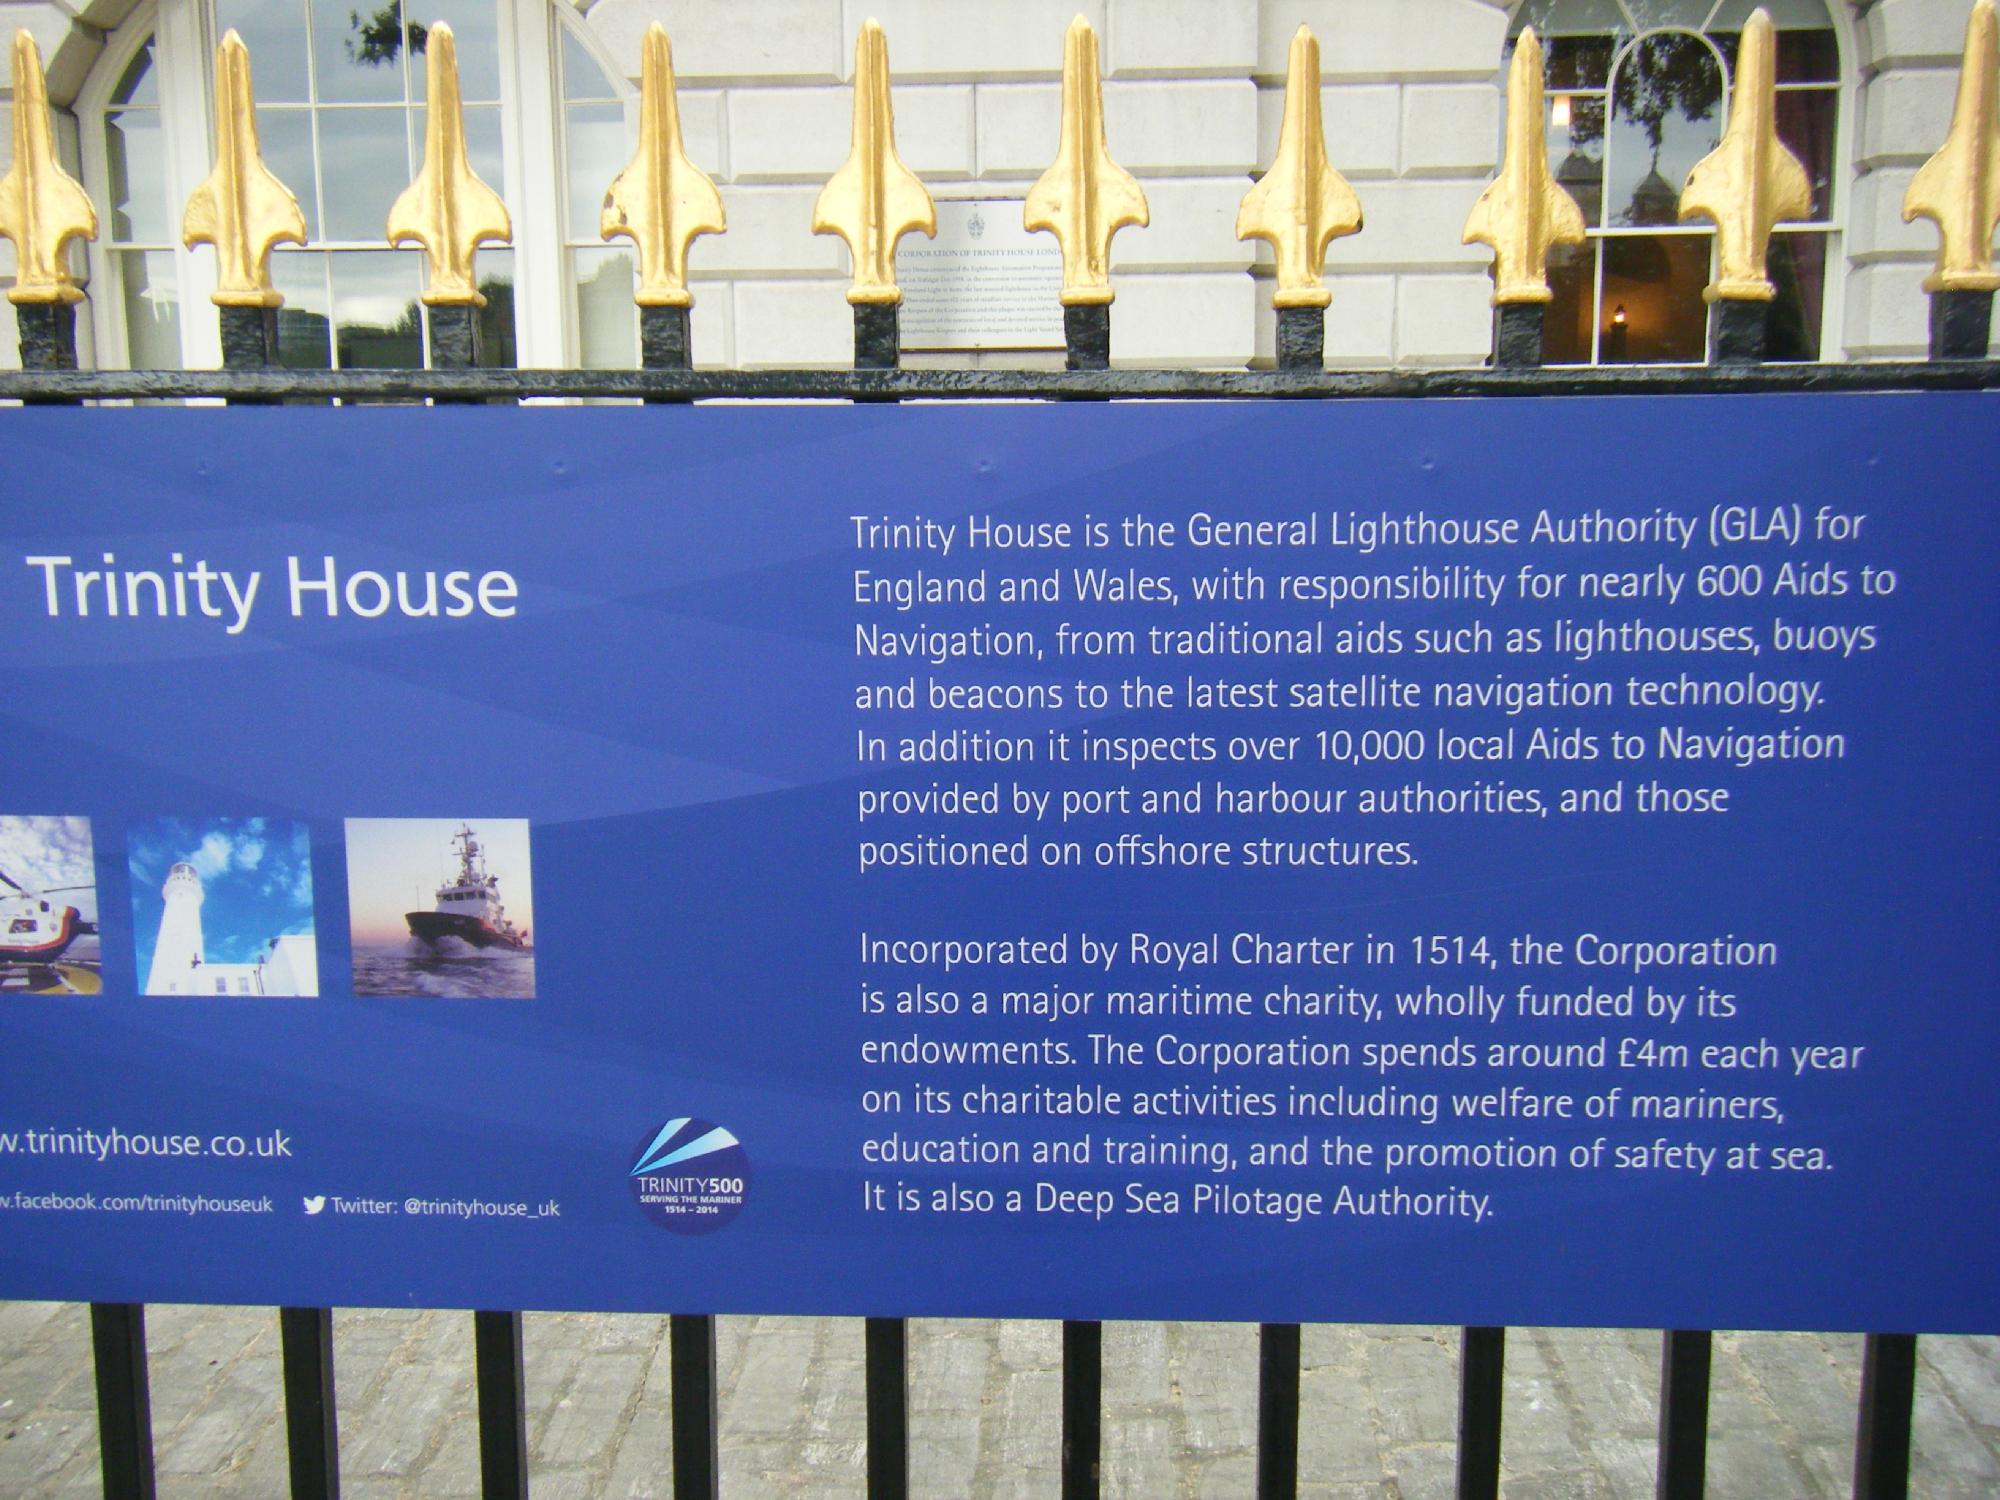 CORPORATION OF TRINITY HOUSE LOND
Trinity House
Trinity House is the General Lighthouse Authority (GLA) for
England and Wales, with responsibility for nearly 600 Aids to
Navigation, from traditional aids such as lighthouses, buoys
and beacons to the latest satellite navigation technology.
In addition it inspects over 10,000 local Aids to Navigation
provided by port and harbour authorities, and those
positioned on offshore structures.
Incorporated by Royal Charter in 1514, the Corporation
is also a major maritime charity, wholly funded by its
endowments. The Corporation spends around £4m each year
on its charitable activities including welfare of mariners,
education and training, and the promotion of safety at sea.
It is also a Deep Sea Pilotage Authority.
w.trinityhouse.co.uk
w.facebook.com/trinityhouseuk Twitter: @trinityhouse_uk
TRINITY500
SERVING THE MARINER
1514 – 2014